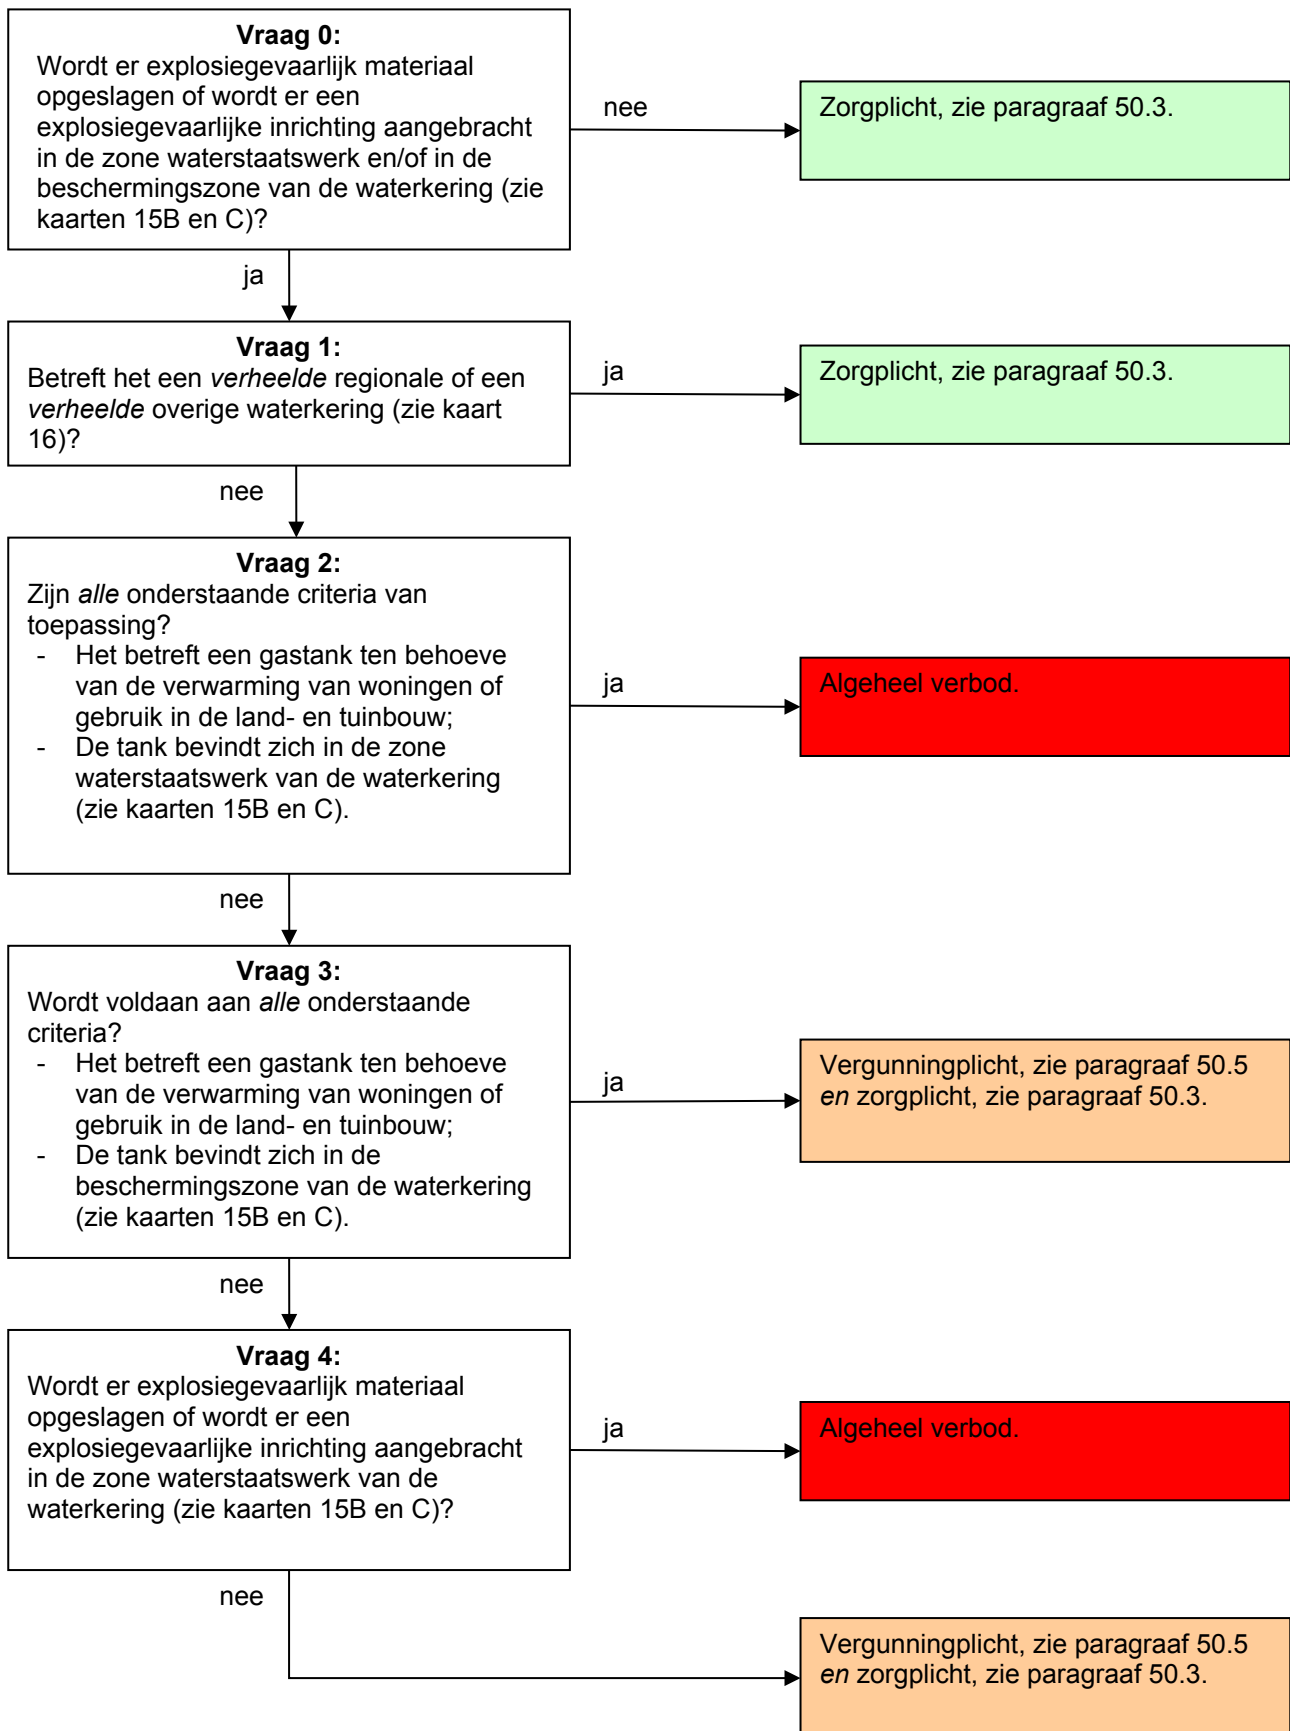 Vraag 0:
Wordt er explosiegevaarlijk materiaal
opgeslagen of wordt er een
explosiegevaarlijke inrichting aangebracht
in de zone waterstaatswerk en/of in de
beschermingszone van de waterkering (zie
kaarten 15B en C)?
nee
Zorgplicht, zie paragraaf 50.3.
ja
Vraag 1:
Betreft het een verheelde regionale of een
verheelde overige waterkering (zie kaart
16)?
ja
Zorgplicht, zie paragraaf 50.3.
nee
Vraag 2:
Zijn alle onderstaande criteria van
toepassing?
- Het betreft een gastank ten behoeve
van de verwarming van woningen of
gebruik in de land- en tuinbouw;
- De tank bevindt zich in de zone
waterstaatswerk van de waterkering
(zie kaarten 15B en C).
ja
Algeheel verbod.
nee
Vraag 3:
Wordt voldaan aan alle onderstaande
criteria?
- Het betreft een gastank ten behoeve
van de verwarming van woningen of
gebruik in de land- en tuinbouw;
- De tank bevindt zich in de
beschermingszone van de waterkering
(zie kaarten 15B en C).
ja
Vergunningplicht, zie paragraaf 50.5
en zorgplicht, zie paragraaf 50.3.
nee
Vraag 4:
Wordt er explosiegevaarlijk materiaal
opgeslagen of wordt er een
explosiegevaarlijke inrichting aangebracht
in de zone waterstaatswerk van de
waterkering (zie kaarten 15B en C)?
ja
Algeheel verbod.
nee
Vergunningplicht, zie paragraaf 50.5
en zorgplicht, zie paragraaf 50.3.